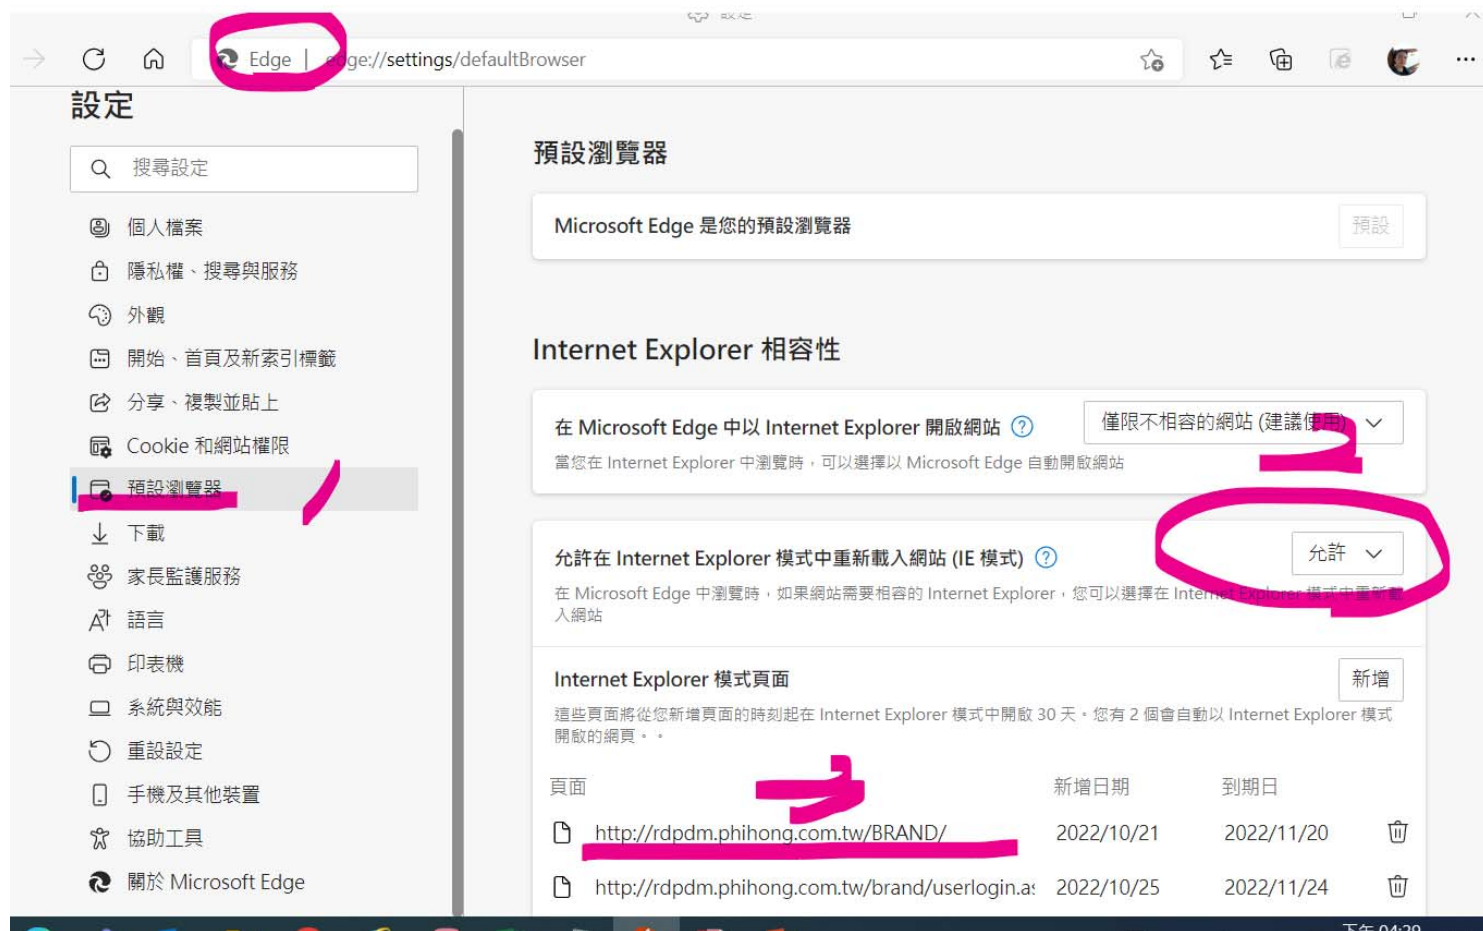 設定
Edge
edge://settings/defaultBrowser
設定
搜尋設定
個人檔案
隱私權、搜尋與服務
外觀
開始、首頁及新索引標籤
分享、複製並貼上
Cookie 和網站權限
預設瀏覽器
下載
家長監護服務
語言
印表機
系統與效能
重設設定
手機及其他裝置
協助工具
關於 Microsoft Edge
預設瀏覽器
Microsoft Edge 是您的預設瀏覽器
預設
Internet Explorer 相容性
在 Microsoft Edge 中以 Internet Explorer 開啟網站
僅限不相容的網站 (建議使用)
當您在 Internet Explorer 中瀏覽時，可以選擇以 Microsoft Edge 自動開啟網站
2
允許在 Internet Explorer 模式中重新載入網站 (IE 模式)
允許
在 Microsoft Edge 中瀏覽時，如果網站需要相容的 Internet Explorer，您可以選擇在 Internet Explorer 模式中重新載
入網站
Internet Explorer 模式頁面
新增
這些頁面將從您新增頁面的時刻起在 Internet Explorer 模式中開啟 30 天。您有 2 個會自動以 Internet Explorer 模式
開啟的網頁。。
3
頁面 新增日期 到期日
http://rdpdm.phihong.com.tw/BRAND/ 2022/10/21 2022/11/20
http://rdpdm.phihong.com.tw/brand/userlogin.as 2022/10/25 2022/11/24
下午 04:39